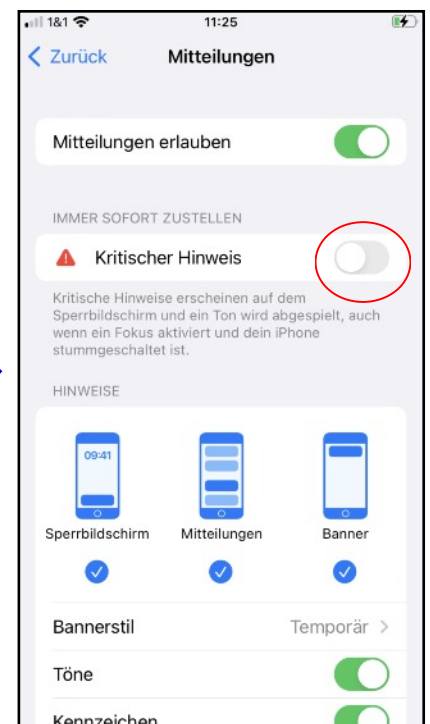 1&1 11:25
Zurück Mitteilungen
Mitteilungen erlauben
IMMER SOFORT ZUSTELLEN
Kritischer Hinweis
Kritische Hinweise erscheinen auf dem
Sperrbildschirm und ein Ton wird abgespielt, auch
wenn ein Fokus aktiviert und dein iPhone
stummgeschaltet ist.
HINWEISE
09:41
Sperrbildschirm Mitteilungen Banner
Bannerstil Temporär
Töne
Kennzeichen